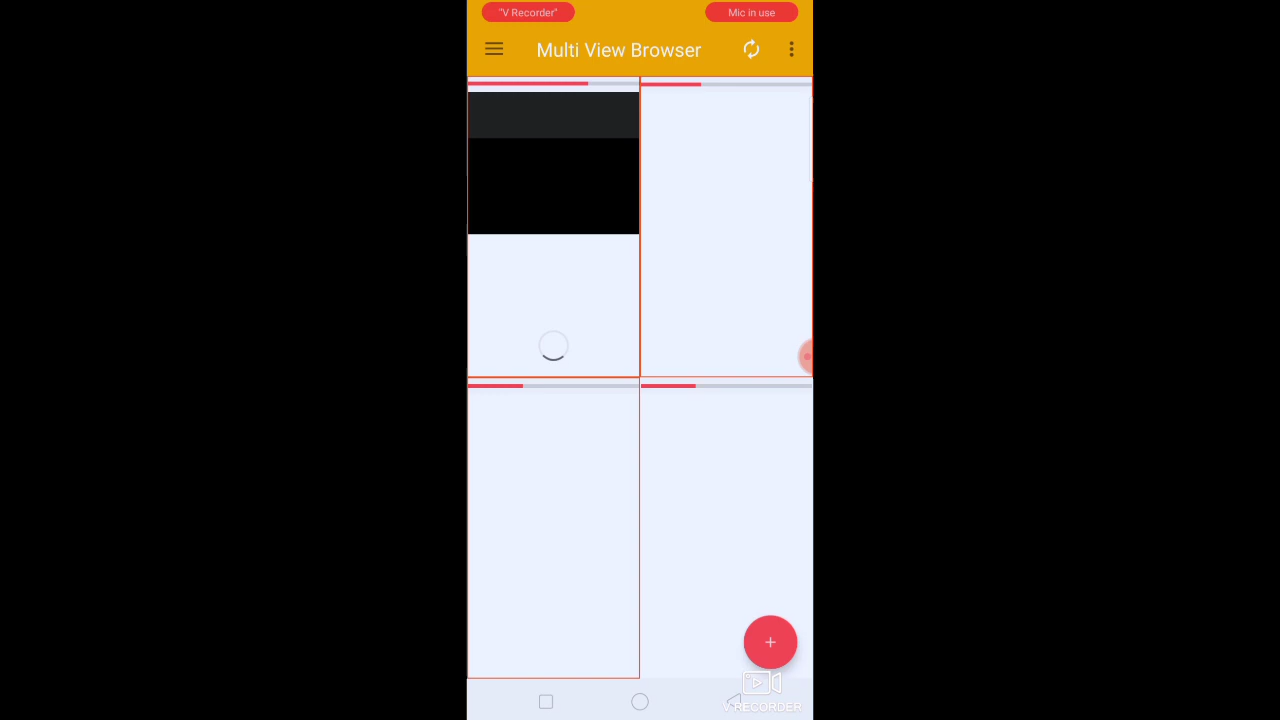 "V Recorder"
Mic in use
Multi View Browser
+
V RECORDER